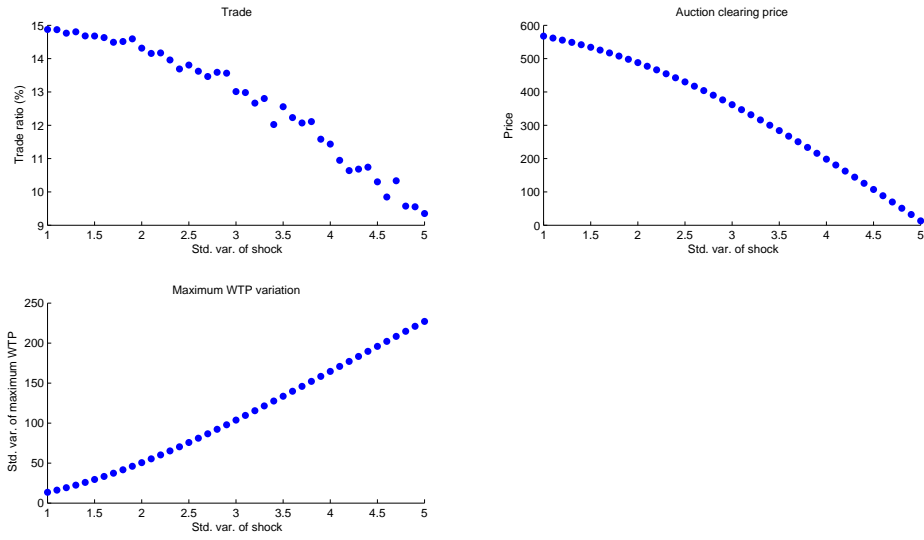 Trade
15
14
13
12
11
10
9
Trade ratio (%)
1 1.5 2 2.5 3 3.5 4 4.5 5
Std. var. of shock
Auction clearing price
600
500
400
300
200
100
0
Price
1 1.5 2 2.5 3 3.5 4 4.5 5
Std. var. of shock
Maximum WTP variation
250
200
150
100
50
0
Std. var. of maximum WTP
1 1.5 2 2.5 3 3.5 4 4.5 5
Std. var. of shock